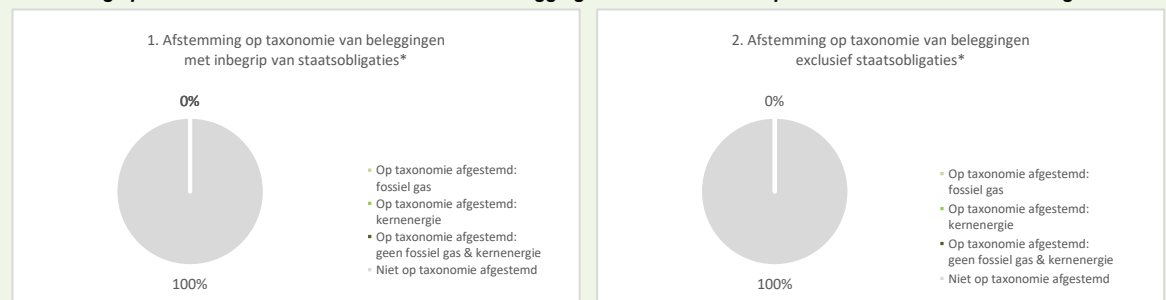 1. Afstemming op taxonomie van beleggingen
met inbegrip van staatsobligaties*
0%
Op taxonomie afgestemd:
fossiel gas
Op taxonomie afgestemd:
kernenergie
Op taxonomie afgestemd:
geen fossiel gas & kernenergie
Niet op taxonomie afgestemd
100%
2. Afstemming op taxonomie van beleggingen
exclusief staatsobligaties*
0%
Op taxonomie afgestemd:
fossiel gas
Op taxonomie afgestemd:
kernenergie
Op taxonomie afgestemd:
geen fossiel gas & kernenergie
Niet op taxonomie afgestemd
100%